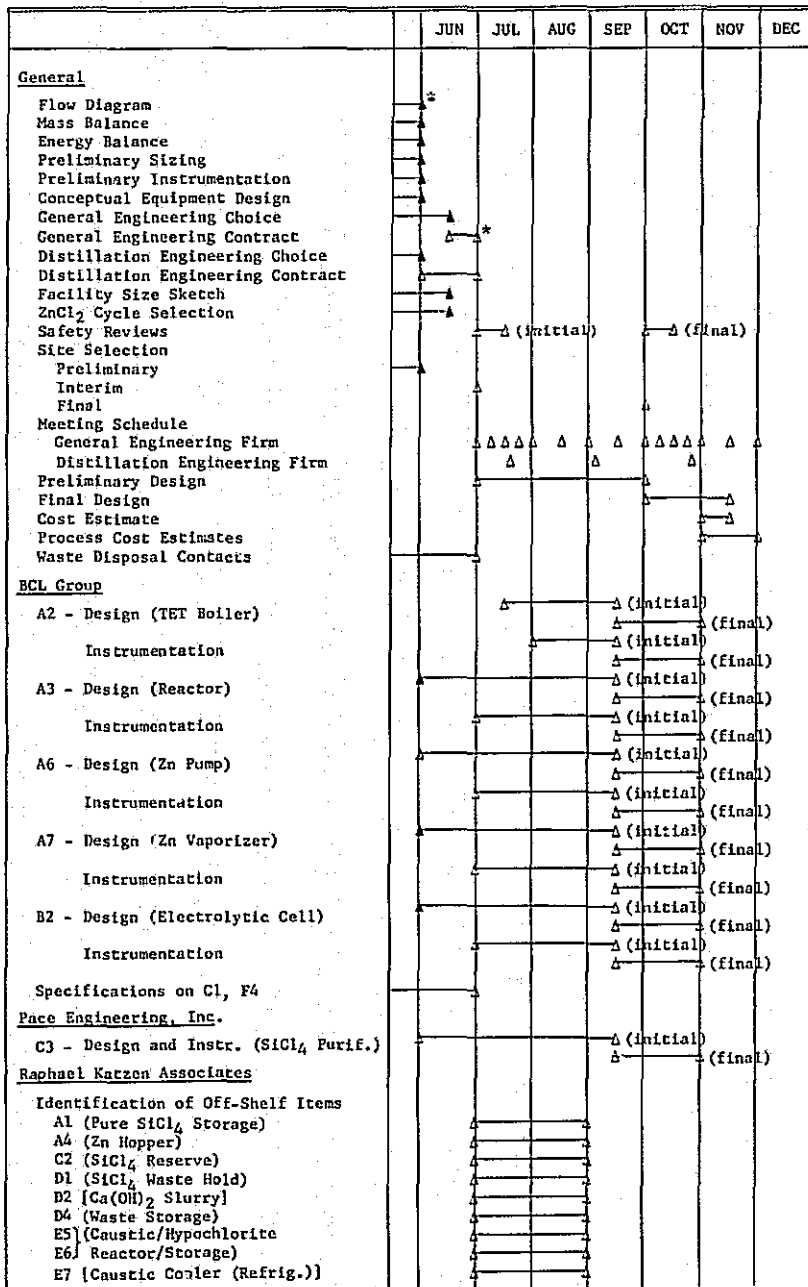 JUN JUL AUG SEP OCT NOV DEC
General
Flow Diagram *
Mass Balance
Energy Balance
Preliminary Sizing
Preliminary Instrumentation
Conceptual Equipment Design
General Engineering Choice
General Engineering Contract *
Distillation Engineering Choice
Distillation Engineering Contract
Facility Size Sketch
ZnCl2 Cycle Selection
Safety Reviews (initial) (final)
Site Selection
Preliminary
Interim
Final
Meeting Schedule
General Engineering Firm
Distillation Engineering Firm
Preliminary Design
Final Design
Cost Estimate
Process Cost Estimates
Waste Disposal Contacts
BCL Group
A2 - Design (TET Boiler) (initial)
(final)
Instrumentation (initial)
(final)
A3 - Design (Reactor) (initial)
(final)
Instrumentation (initial)
(final)
A6 - Design (Zn Pump) (initial)
(final)
Instrumentation (initial)
(final)
A7 - Design (Zn Vaporizer) (initial)
(final)
Instrumentation (initial)
(final)
B2 - Design (Electrolytic Cell) (initial)
(final)
Instrumentation (initial)
(final)
Specifications on C1, F4
Pace Engineering, Inc.
C3 - Design and Instr. (SiCl4 Purif.) (initial)
(final)
Raphael Katzen Associates
Identification of Off-Shelf Items
A1 (Pure SiCl4 Storage)
A4 (Zn Hopper)
C2 (SiCl4 Reserve)
D1 (SiCl4 Waste Hold)
D2 [Ca(OH)2 Slurry]
D4 (Waste Storage)
E5 (Caustic/Hypochlorite
E6 Reactor/Storage)
E7 [Caustic Cooler (Refrig.)]